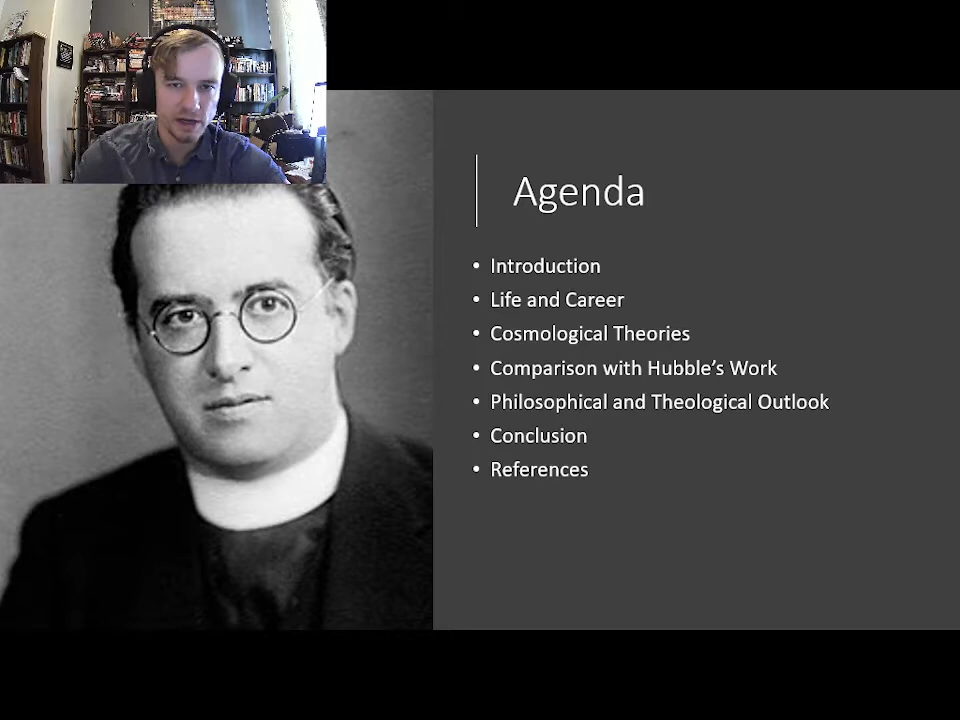 Agenda
• Introduction
• Life and Career
• Cosmological Theories
• Comparison with Hubble's Work
• Philosophical and Theological Outlook
• Conclusion
• References